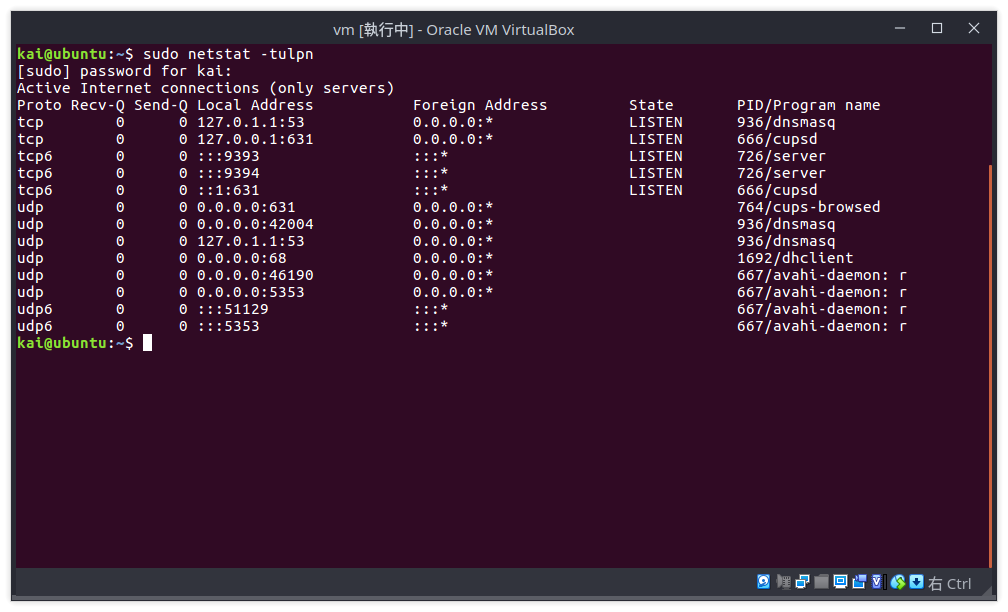 vm [執行中] - Oracle VM VirtualBox
kai@ubuntu:~$ sudo netstat -tulpn
[sudo] password for kai:
Active Internet connections (only servers)
Proto Recv-Q Send-Q Local Address           Foreign Address         State       PID/Program name
tcp        0      0 127.0.1.1:53            0.0.0.0:*               LISTEN      936/dnsmasq
tcp        0      0 127.0.0.1:631           0.0.0.0:*               LISTEN      666/cupsd
tcp6       0      0 :::9393                 :::*                    LISTEN      726/server
tcp6       0      0 :::9394                 :::*                    LISTEN      726/server
tcp6       0      0 ::1:631                 :::*                    LISTEN      666/cupsd
udp        0      0 0.0.0.0:631             0.0.0.0:*                           764/cups-browsed
udp        0      0 0.0.0.0:42004           0.0.0.0:*                           936/dnsmasq
udp        0      0 127.0.1.1:53            0.0.0.0:*                           936/dnsmasq
udp        0      0 0.0.0.0:68              0.0.0.0:*                           1692/dhclient
udp        0      0 0.0.0.0:46190           0.0.0.0:*                           667/avahi-daemon: r
udp        0      0 0.0.0.0:5353            0.0.0.0:*                           667/avahi-daemon: r
udp6       0      0 :::51129                :::*                                667/avahi-daemon: r
udp6       0      0 :::5353                 :::*                                667/avahi-daemon: r
kai@ubuntu:~$
右 Ctrl